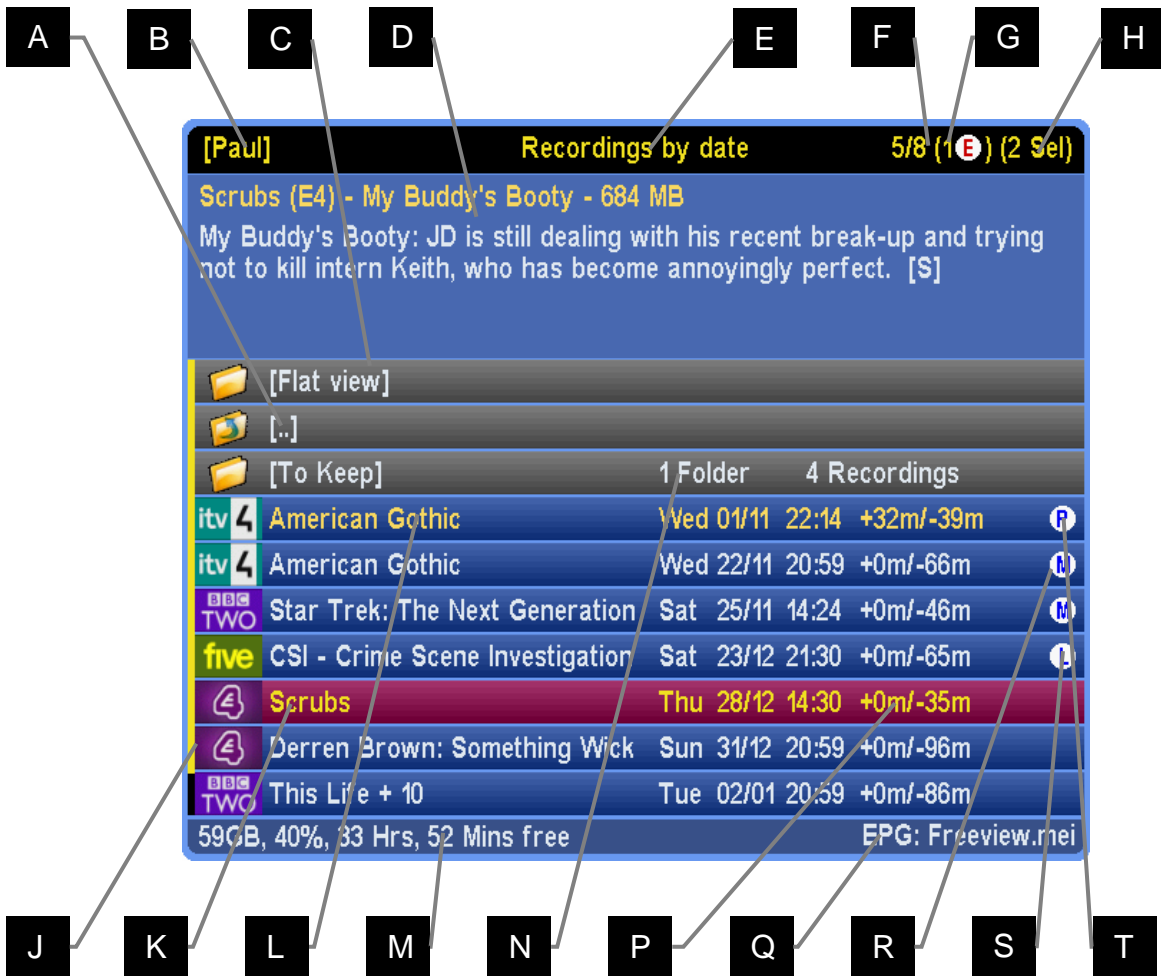 A B C D E F G H
[Paul] Recordings by date 5/8 (1 E ) (2 Sel)
Scrubs (E4) - My Buddy's Booty - 684 MB
My Buddy's Booty: JD is still dealing with his recent break-up and trying
not to kill intern Keith, who has become annoyingly perfect. [S]
[Flat view]
[..]
[To Keep] 1 Folder 4 Recordings
itv 4 American Gothic Wed 01/11 22:14 +32m/-39m P
itv 4 American Gothic Wed 22/11 20:59 +0m/-66m M
BBC TWO Star Trek: The Next Generation Sat 25/11 14:24 +0m/-46m M
five CSI - Crime Scene Investigation Sat 23/12 21:30 +0m/-65m L
E4 Scrubs Thu 28/12 14:30 +0m/-35m
E4 Derren Brown: Something Wick Sun 31/12 20:59 +0m/-96m
BBC TWO This Life + 10 Tue 02/01 20:59 +0m/-86m
59GB, 40%, 33 Hrs, 52 Mins free EPG: Freeview.mei
J K L M N P Q R S T